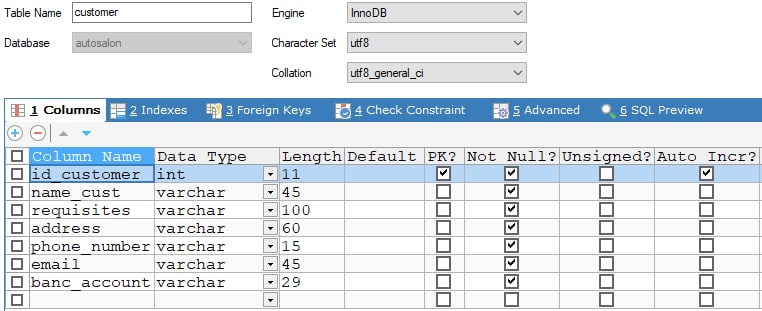 Table Name customer Engine InnoDB
Database autosalon Character Set utf8
Collation utf8_general_ci
1 Columns 2 Indexes 3 Foreign Keys 4 Check Constraint 5 Advanced 6 SQL Preview
Column Name Data Type Length Default PK? Not Null? Unsigned? Auto Incr?
id_customer int 11
name_cust varchar 45
requisites varchar 100
address varchar 60
phone_number varchar 15
email varchar 45
banc_account varchar 29